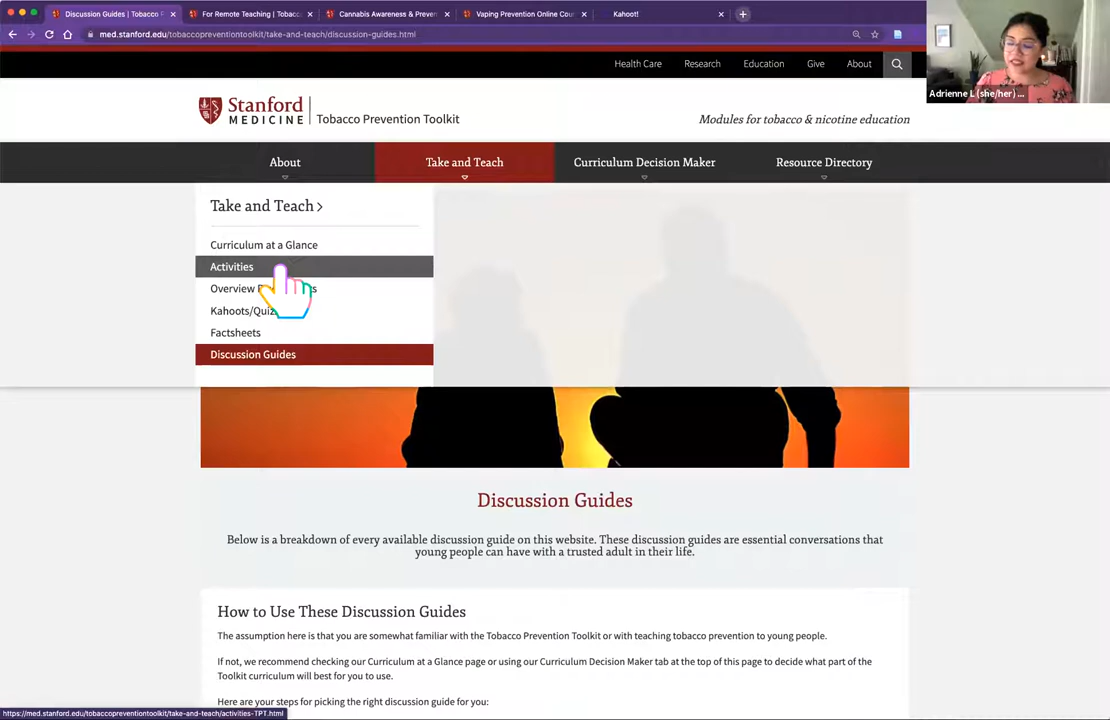 Discussion Guides | Tobacco P
For Remote Teaching | Tobacc
Cannabis Awareness & Preven
Vaping Prevention Online Cou
Kahoot!
med.stanford.edu/tobaccopreventiontoolkit/take-and-teach/discussion-guides.html
Health Care
Research
Education
Give
About
Adrienne L (she/her) ...
Stanford
MEDICINE
Tobacco Prevention Toolkit
Modules for tobacco & nicotine education
About
Take and Teach
Curriculum Decision Maker
Resource Directory
Take and Teach >
Curriculum at a Glance
Activities
Overview
Kahoots/Quiz
Factsheets
Discussion Guides
Discussion Guides
Below is a breakdown of every available discussion guide on this website. These discussion guides are essential conversations that
young people can have with a trusted adult in their life.
How to Use These Discussion Guides
The assumption here is that you are somewhat familiar with the Tobacco Prevention Toolkit or with teaching tobacco prevention to young people.
If not, we recommend checking our Curriculum at a Glance page or using our Curriculum Decision Maker tab at the top of this page to decide what part of the
Toolkit curriculum will best for you to use.
Here are your steps for picking the right discussion guide for you:
https://med.stanford.edu/tobaccopreventiontoolkit/take-and-teach/activities-TPT.html